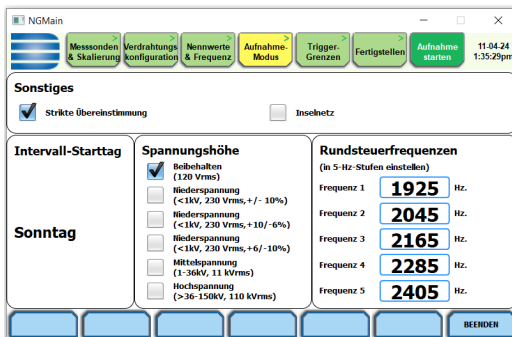 NGMain
Messsonden
& Skalierung
Verdrahtungs
konfiguration
Nennwerte
& Frequenz
Aufnahme-
Modus
Trigger-
Grenzen
Fertigstellen
Aufnahme
starten
11-04-24
1:35:29pm
Sonstiges
Strikte Übereinstimmung
Inselnetz
Intervall-Starttag
Sonntag
Spannungshöhe
Beibehalten
(120 Vrms)
Niederspannung
(<1kV, 230 Vrms,+/- 10%)
Niederspannung
(<1kV, 230 Vrms,+10/-6%)
Niederspannung
(<1kV, 230 Vrms,+6/-10%)
Mittelspannung
(1-36kV, 11 kVrms)
Hochspannung
(>36-150kV, 110 kVrms)
Rundsteuerfrequenzen
(in 5-Hz-Stufen einstellen)
Frequenz 1 1925 Hz.
Frequenz 2 2045 Hz.
Frequenz 3 2165 Hz.
Frequenz 4 2285 Hz.
Frequenz 5 2405 Hz.
BEENDEN